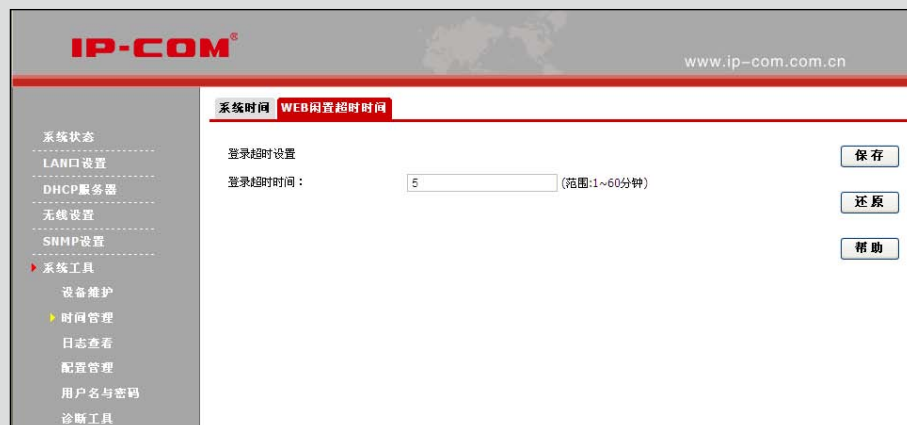 IP-COM®
www.ip-com.com.cn
系统时间 WEB闲置超时时间
系统状态
LAN口设置
DHCP服务器
无线设置
SNMP设置
系统工具
设备维护
时间管理
日志查看
配置管理
用户名与密码
诊断工具
登录超时设置
登录超时时间： 5 (范围:1~60分钟)
保存
还原
帮助